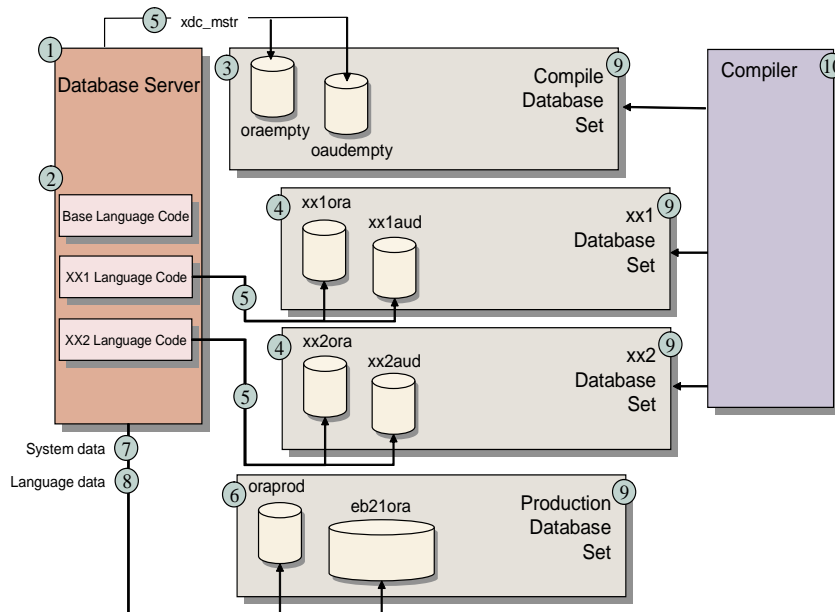 5
xdc_mstr
1
Database Server
3
oraempty
oaudempty
Compile
Database
Set
9
Compiler
10
2
Base Language Code
XX1 Language Code
XX2 Language Code
4
xx1ora
xx1aud
xx1
Database
Set
9
5
4
xx2ora
xx2aud
xx2
Database
Set
9
5
System data
7
Language data
8
6
oraprod
eb21ora
Production
Database
Set
9